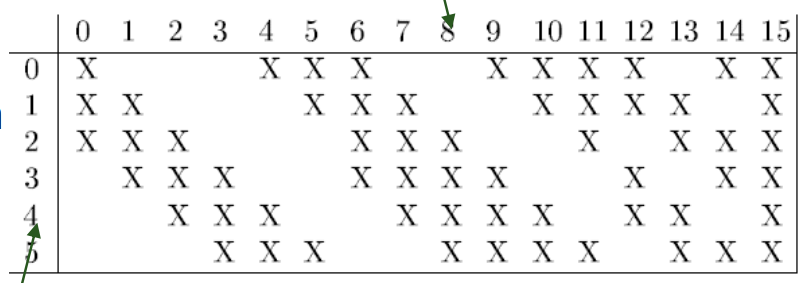 0 1 2 3 4 5 6 7 8 9 10 11 12 13 14 15
0 X X X X X X X X X X
1 X X X X X X X X X X
2 X X X X X X X X X X
3 X X X X X X X X X X
4 X X X X X X X X X X
5 X X X X X X X X X X